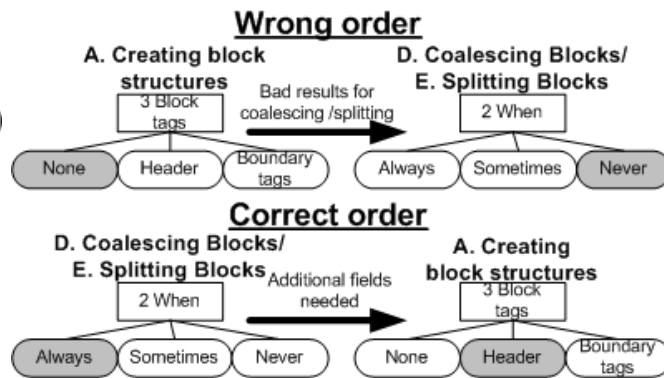 Wrong order
A. Creating block
structures
D. Coalescing Blocks/
E. Splitting Blocks
Bad results for
coalescing /splitting
3 Block
tags
2 When
None
Header
Boundary
tags
Always
Sometimes
Never
Correct order
D. Coalescing Blocks/
E. Splitting Blocks
A. Creating
block structures
Additional fields
needed
2 When
3 Block
tags
Always
Sometimes
Never
None
Header
Boundary
tags